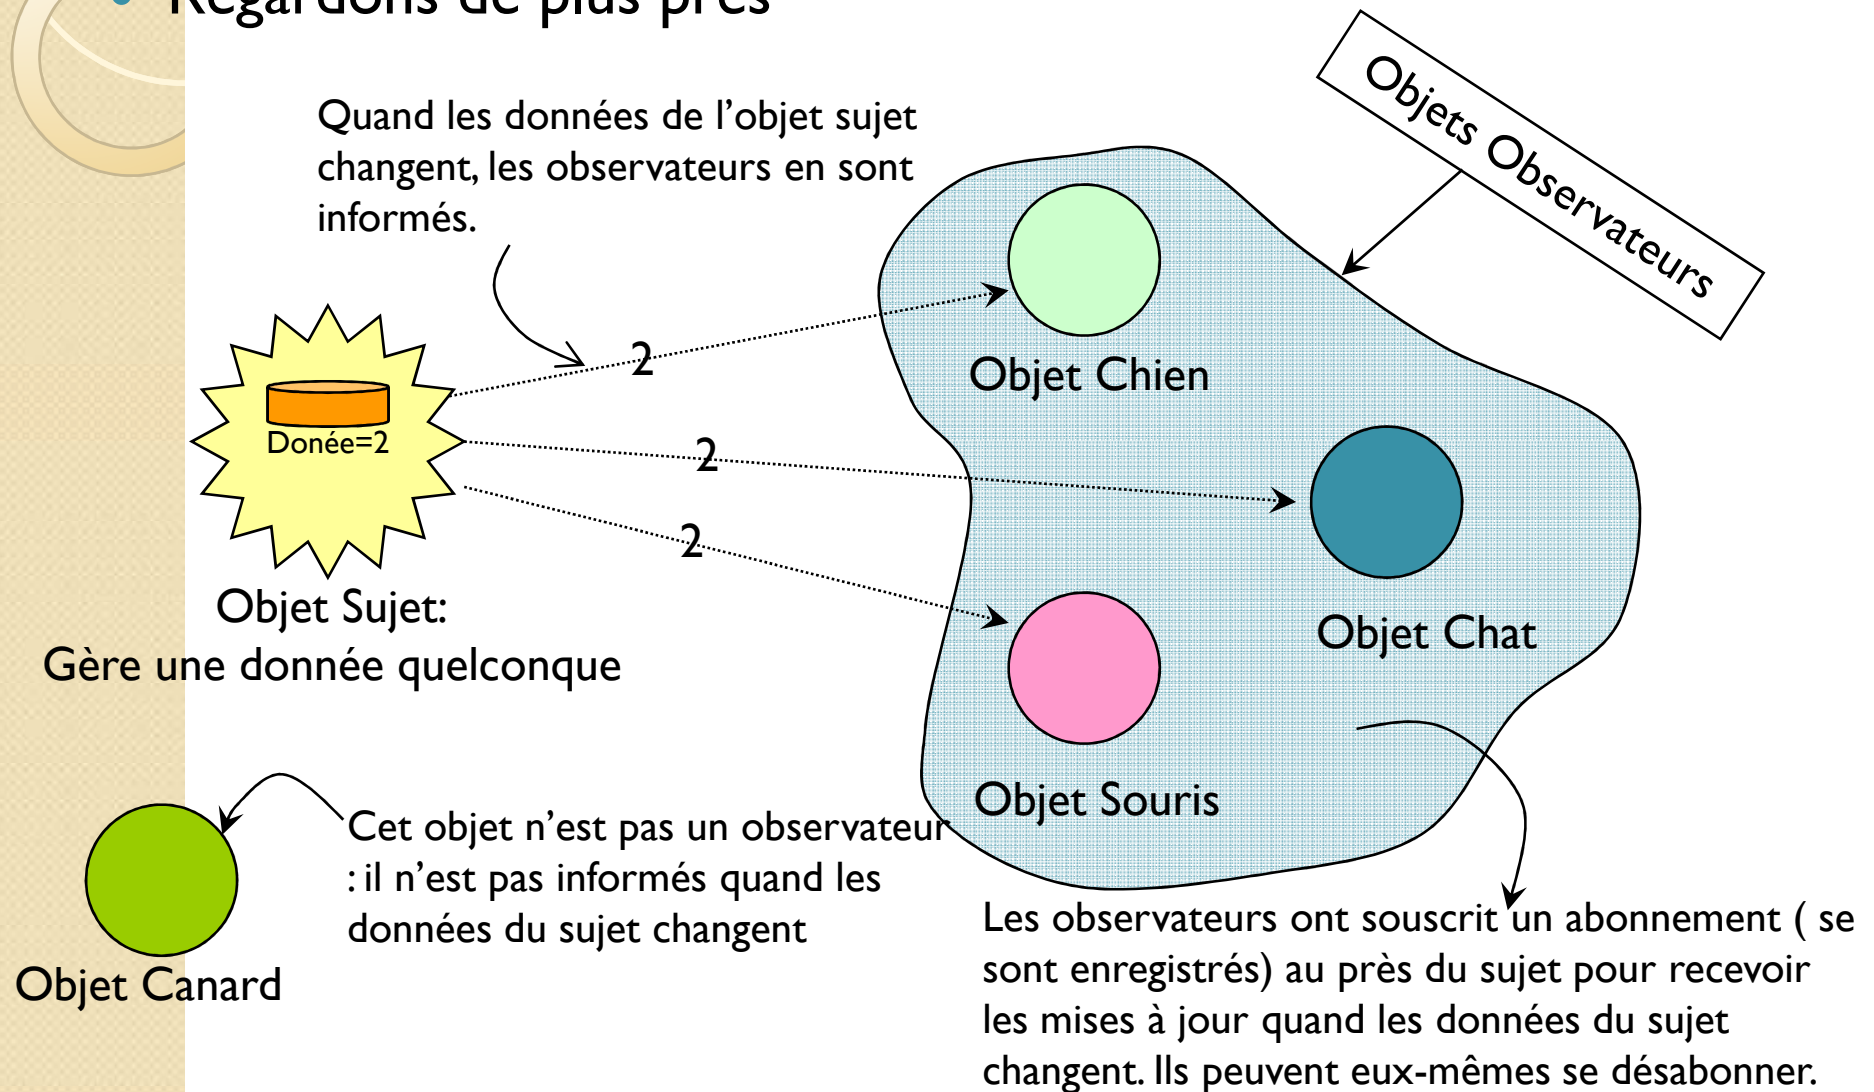 Regardons de plus près
Quand les données de l'objet sujet
changent, les observateurs en sont
informés.
Objets Observateurs
2
Objet Chien
Donée=2
2
2
Objet Sujet:
Gère une donnée quelconque
Objet Chat
Objet Souris
Cet objet n'est pas un observateur
: il n'est pas informés quand les
données du sujet changent
Objet Canard
Les observateurs ont souscrit un abonnement ( se
sont enregistrés) au près du sujet pour recevoir
les mises à jour quand les données du sujet
changent. Ils peuvent eux-mêmes se désabonner.